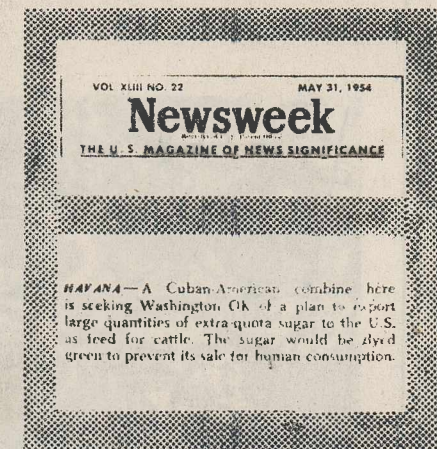 VOL XLIII NO. 22 MAY 31, 1954
Newsweek
THE U. S. MAGAZINE OF NEWS SIGNIFICANCE
HAVANA—A Cuban-American combine here
is seeking Washington OK of a plan to export
large quantities of extra-quota sugar to the U.S.
as feed for cattle. The sugar would be dyed
green to prevent its sale for human consumption.